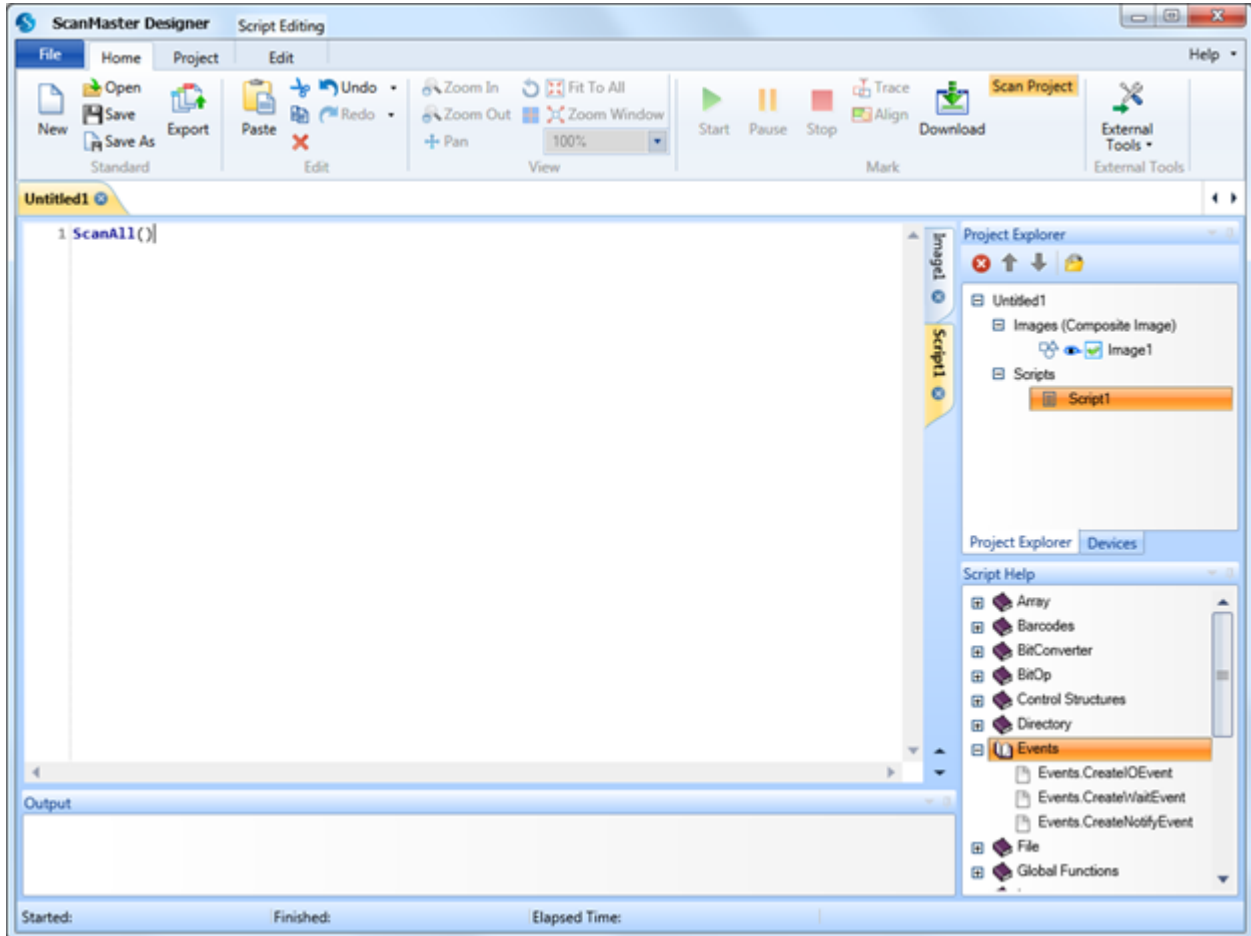 ScanMaster Designer Script Editing
File Home Project Edit Help
New Open Save Save As Export
Standard
Paste Undo Redo
Edit
Zoom In Zoom Out Pan Fit To All Zoom Window 100%
View
Start Pause Stop Trace Align Download Scan Project
Mark
External Tools
External Tools
Untitled1
1 ScanAll()
Image1
Script1
Project Explorer
Untitled1
Images (Composite Image)
Image1
Scripts
Script1
Project Explorer Devices
Script Help
Array
Barcodes
BitConverter
BitOp
Control Structures
Directory
Events
Events.CreateIOEvent
Events.CreateWaitEvent
Events.CreateNotifyEvent
File
Global Functions
Output
Started: Finished: Elapsed Time: